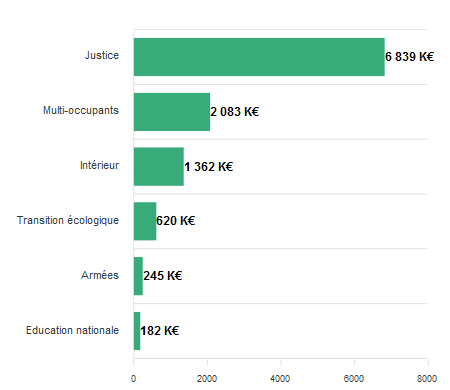 Justice
6 839 K€
Multi-occupants
2 083 K€
Intérieur
1 362 K€
Transition écologique
620 K€
Armées
245 K€
Education nationale
182 K€
0 2000 4000 6000 8000